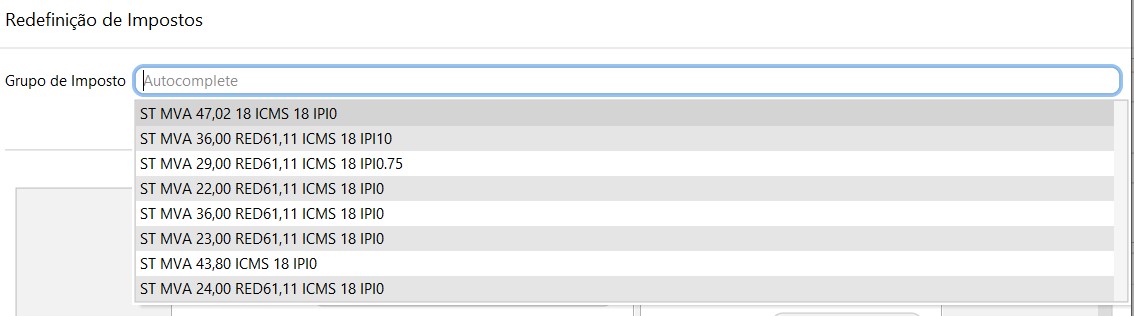 Redefinição de Impostos
Grupo de Imposto Autocomplete
ST MVA 47,02 18 ICMS 18 IPI0
ST MVA 36,00 RED61,11 ICMS 18 IPI10
ST MVA 29,00 RED61,11 ICMS 18 IPI0.75
ST MVA 22,00 RED61,11 ICMS 18 IPI0
ST MVA 36,00 RED61,11 ICMS 18 IPI0
ST MVA 23,00 RED61,11 ICMS 18 IPI0
ST MVA 43,80 ICMS 18 IPI0
ST MVA 24,00 RED61,11 ICMS 18 IPI0